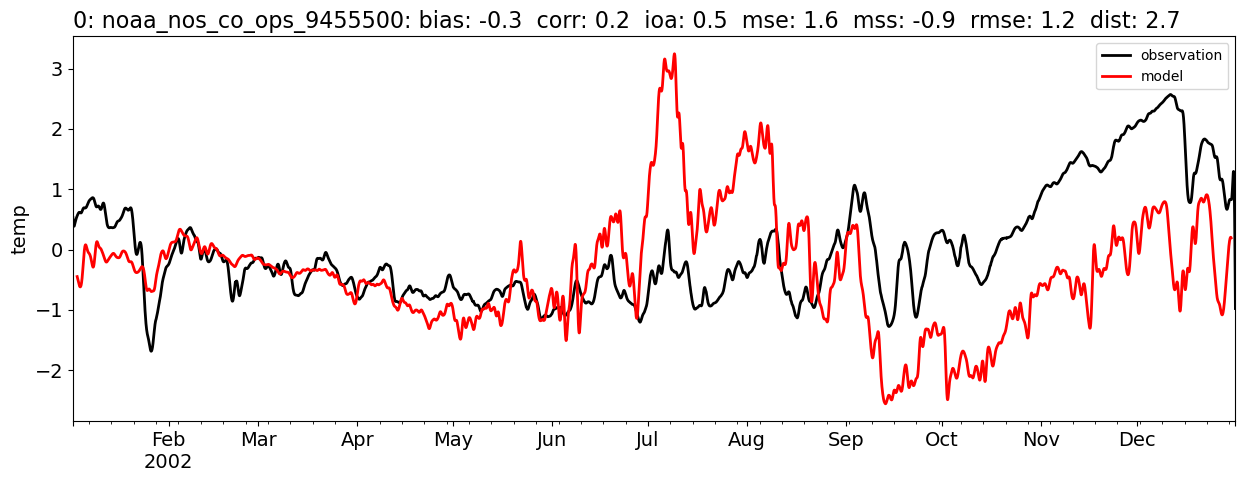 0: noaa_nos_co_ops_9455500: bias: -0.3  corr: 0.2  ioa: 0.5  mse: 1.6  mss: -0.9  rmse: 1.2  dist: 2.7
observation
model
temp
3
2
1
0
−1
−2
Feb Mar Apr May Jun Jul Aug Sep Oct Nov Dec
2002